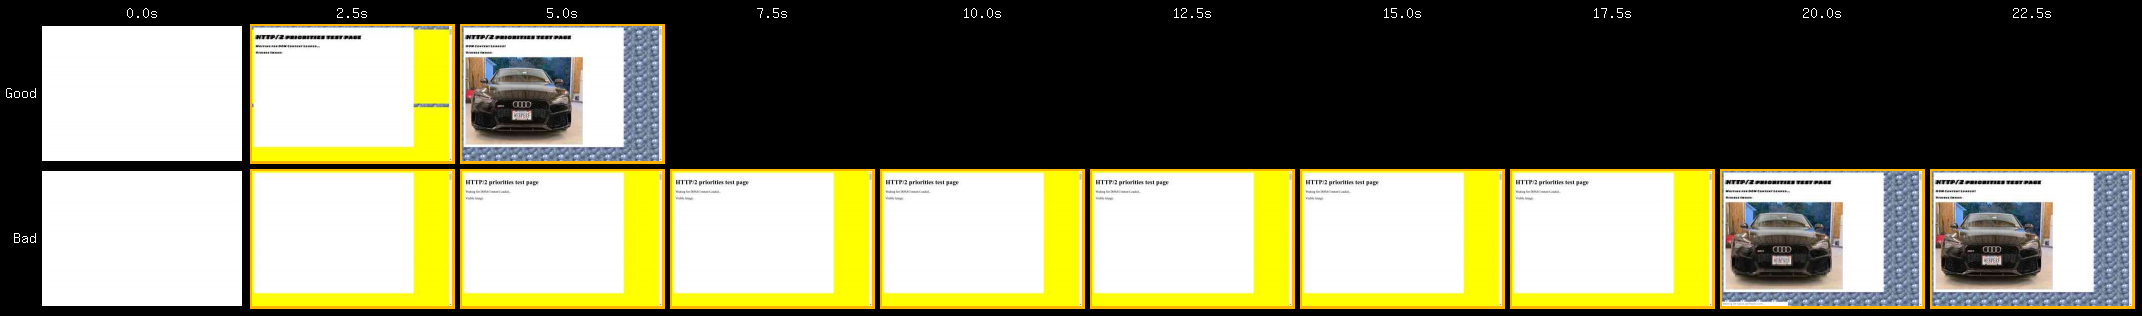 0.0s 2.5s 5.0s 7.5s 10.0s 12.5s 15.0s 17.5s 20.0s 22.5s
Good
HTTP/2 PRIORITIES TEST PAGE
WAITING FOR DOM CONTENT LOADED...
VISIBLE IMAGE:
HTTP/2 PRIORITIES TEST PAGE
DOM CONTENT LOADED!
VISIBLE IMAGE:
Bad
HTTP/2 priorities test page
Waiting for DOM Content Loaded...
Visible Image:
HTTP/2 priorities test page
Waiting for DOM Content Loaded...
Visible Image:
HTTP/2 priorities test page
Waiting for DOM Content Loaded...
Visible Image:
HTTP/2 priorities test page
Waiting for DOM Content Loaded...
Visible Image:
HTTP/2 priorities test page
Waiting for DOM Content Loaded...
Visible Image:
HTTP/2 priorities test page
Waiting for DOM Content Loaded...
Visible Image:
HTTP/2 PRIORITIES TEST PAGE
WAITING FOR DOM CONTENT LOADED...
VISIBLE IMAGE:
HTTP/2 PRIORITIES TEST PAGE
DOM CONTENT LOADED!
VISIBLE IMAGE: